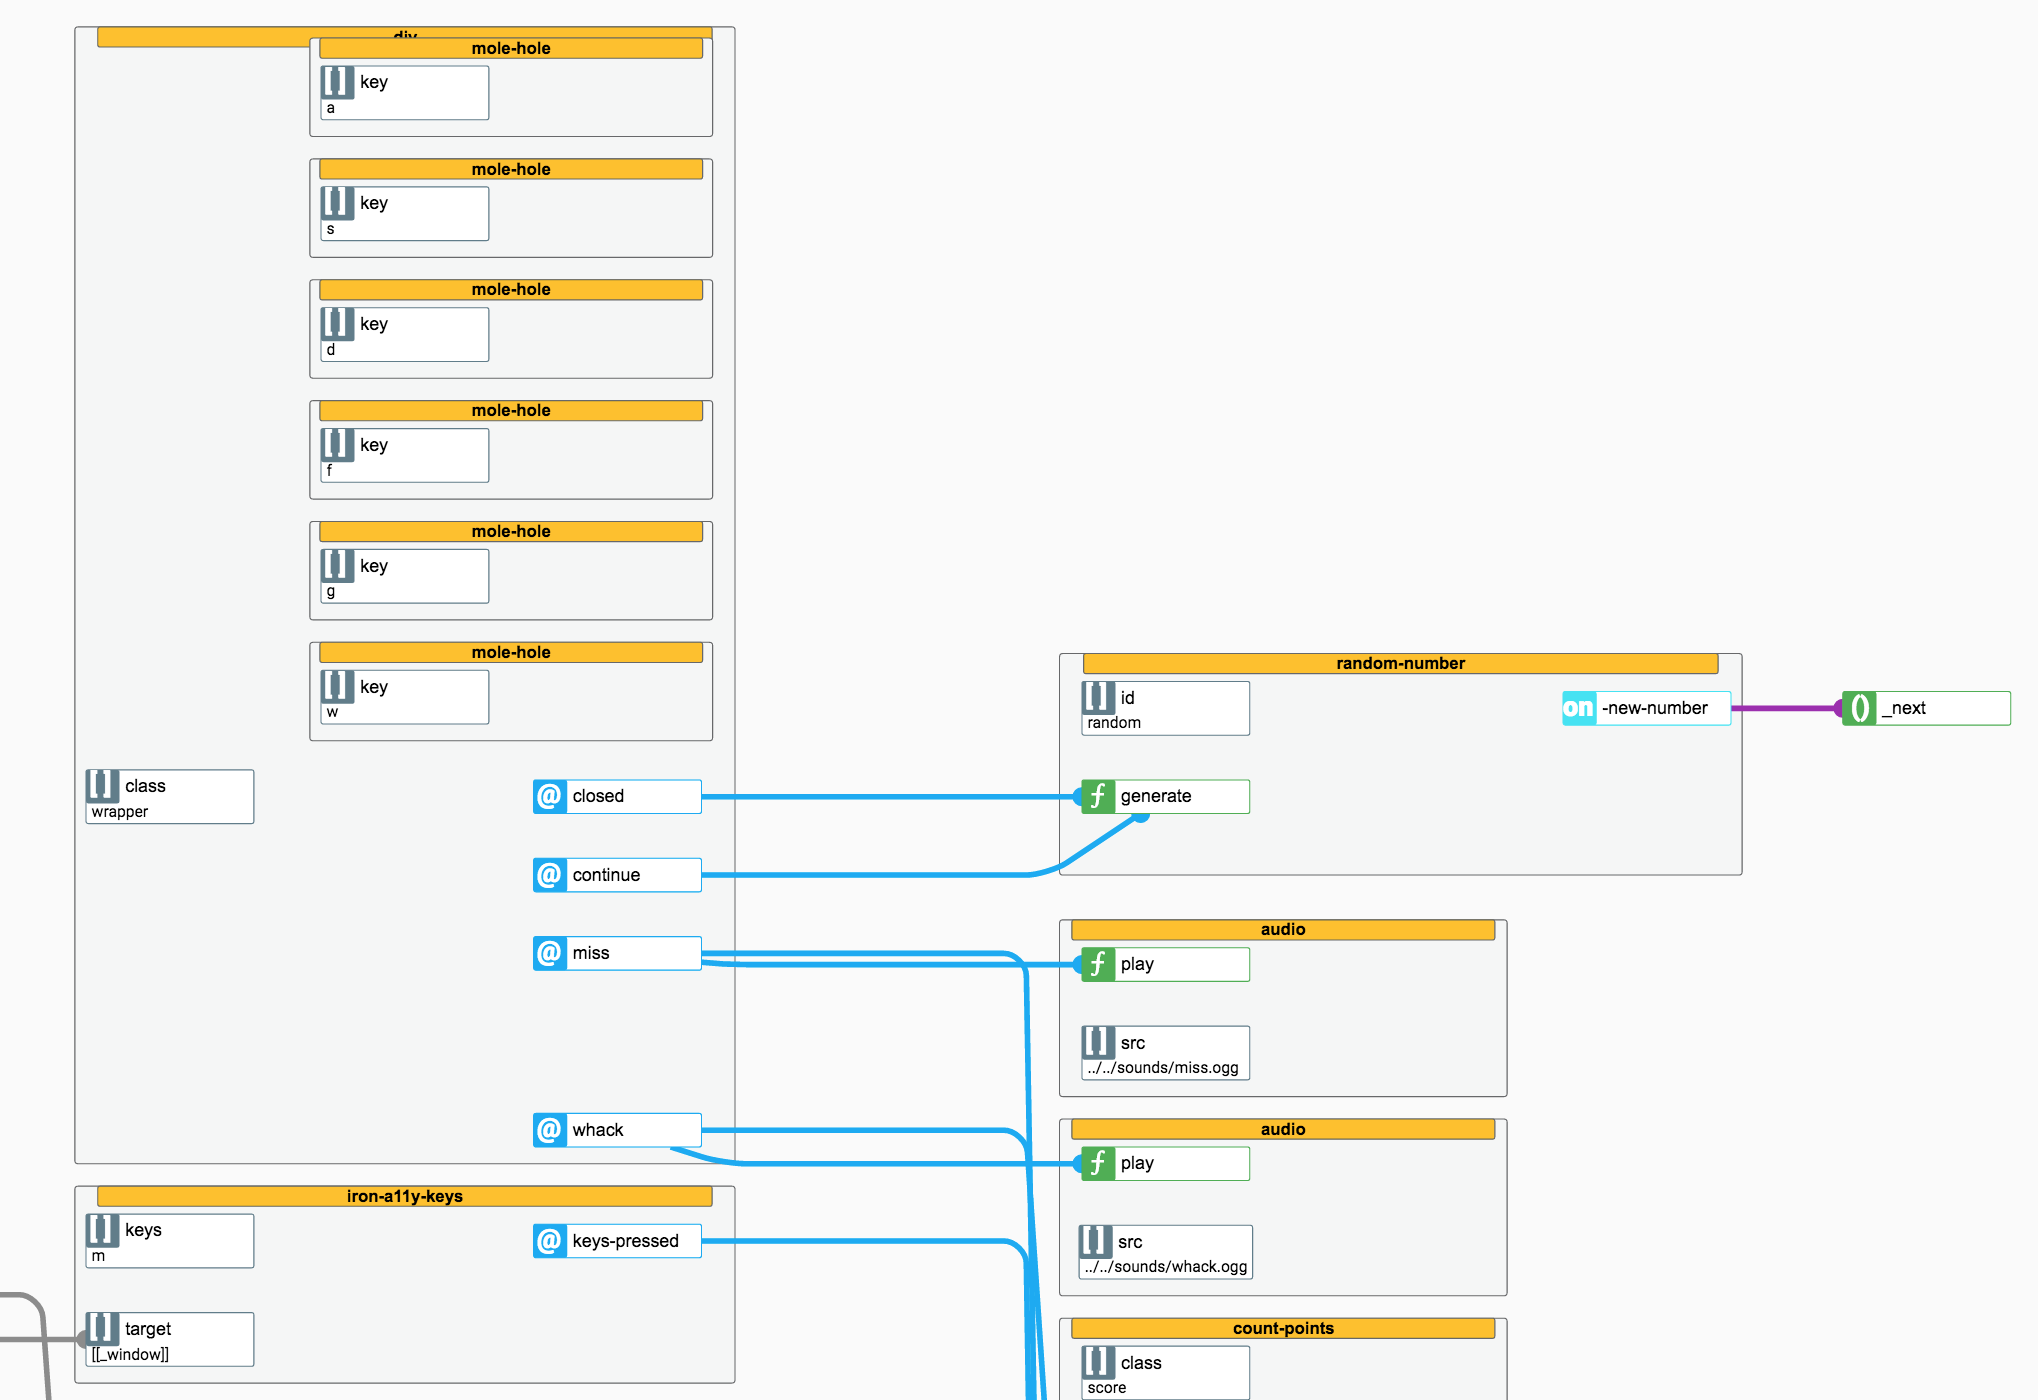 div
mole-hole
key
a
mole-hole
key
s
mole-hole
key
d
mole-hole
key
f
mole-hole
key
g
mole-hole
key
w
class
wrapper
@ closed
@ continue
@ miss
@ whack
random-number
id
random
on -new-number
() _next
f generate
audio
f play
src
../../sounds/miss.ogg
audio
f play
src
../../sounds/whack.ogg
iron-a11y-keys
keys
m
@ keys-pressed
target
[[_window]]
count-points
class
score